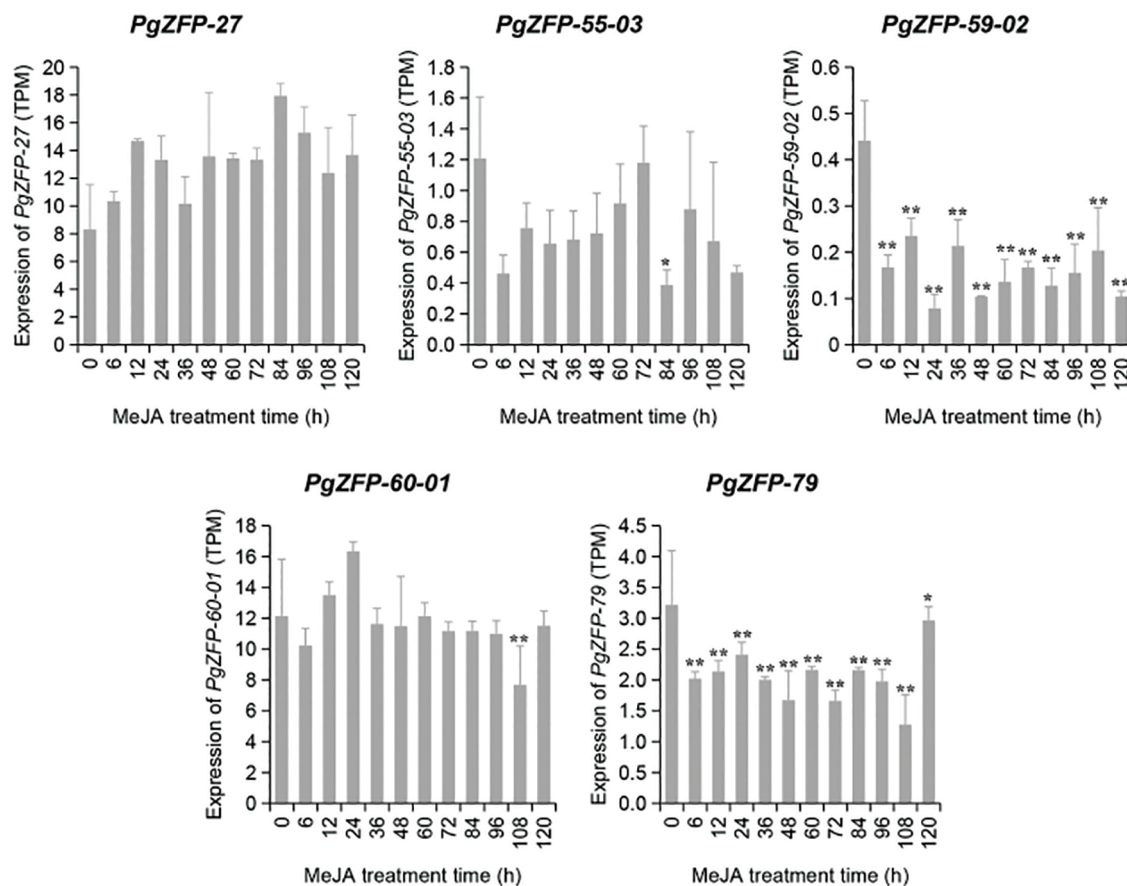 PgZFP-27
Expression of PgZFP-27 (TPM)
20
18
16
14
12
10
8
6
4
2
0
0 6 12 24 36 48 60 72 84 96 108 120
MeJA treatment time (h)
PgZFP-55-03
Expression of PgZFP-55-03 (TPM)
1.8
1.6
1.4
1.2
1.0
0.8
0.6
0.4
0.2
0.0
*
0 6 12 24 36 48 60 72 84 96 108 120
MeJA treatment time (h)
PgZFP-59-02
Expression of PgZFP-59-02 (TPM)
0.6
0.5
0.4
0.3
0.2
0.1
0
** ** ** ** ** ** ** ** ** ** **
0 6 12 24 36 48 60 72 84 96 108 120
MeJA treatment time (h)
PgZFP-60-01
Expression of PgZFP-60-01 (TPM)
18
16
14
12
10
8
6
4
2
0
**
0 6 12 24 36 48 60 72 84 96 108 120
MeJA treatment time (h)
PgZFP-79
Expression of PgZFP-79 (TPM)
4.5
4.0
3.5
3.0
2.5
2.0
1.5
1.0
0.5
0.0
** ** ** ** ** ** ** ** ** ** *
0 6 12 24 36 48 60 72 84 96 108 120
MeJA treatment time (h)